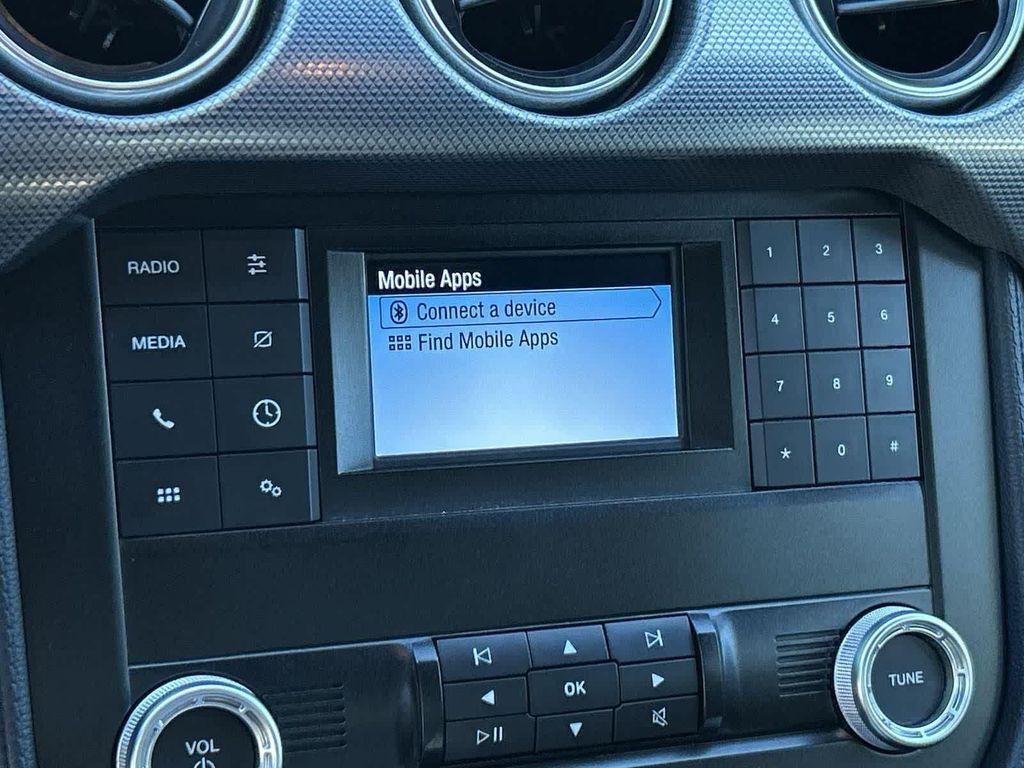 Mobile Apps
Connect a device
Find Mobile Apps
RADIO
MEDIA
1 2 3
4 5 6
7 8 9
* 0 #
OK
VOL
TUNE